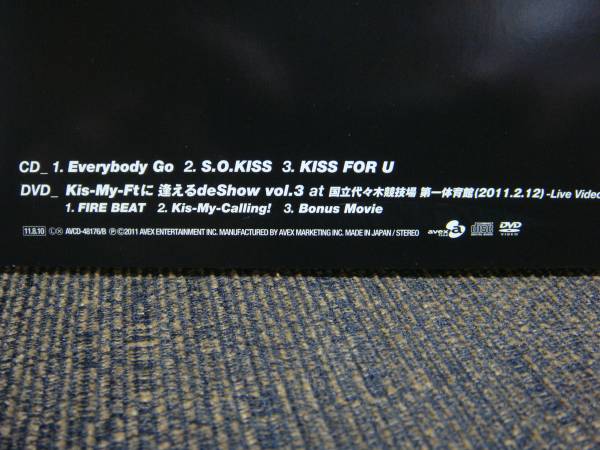 CD_ 1. Everybody Go 2. S.O.KISS 3. KISS FOR U
DVD_ Kis-My-Ftに 逢えるdeShow vol.3 at 国立代々木競技場 第一体育館(2011.2.12) -Live Video
1. FIRE BEAT 2. Kis-My-Calling! 3. Bonus Movie
11.8.10 AVCD-48176/B Ⓟ©2011 AVEX ENTERTAINMENT INC. MANUFACTURED BY AVEX MARKETING INC. MADE IN JAPAN / STEREO avex a DVD VIDEO